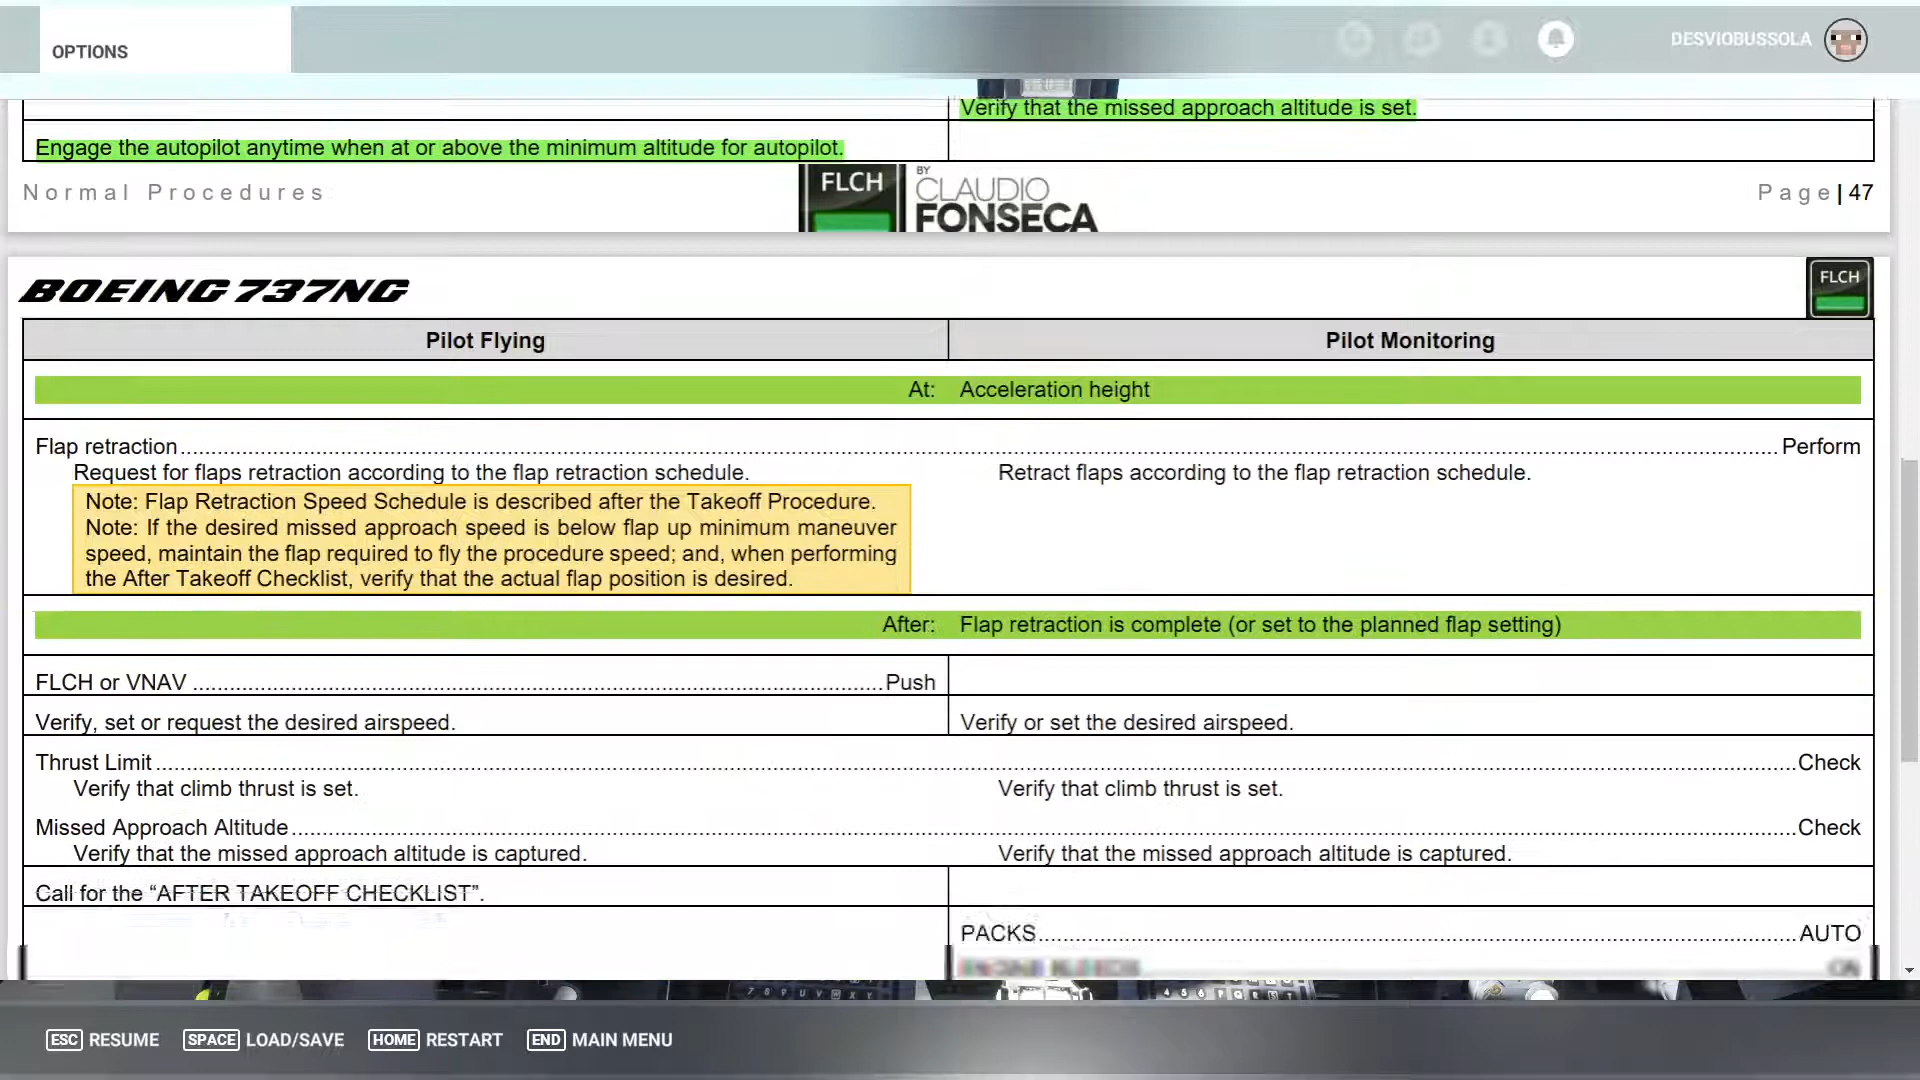 OPTIONS
DESVIOBUSSOLA
Verify that the missed approach altitude is set.
Engage the autopilot anytime when at or above the minimum altitude for autopilot.
Normal Procedures
FLCH
BY
CLAUDIO
FONSECA
Page | 47
BOEING 737NG
FLCH
Pilot Flying
Pilot Monitoring
At: Acceleration height
Flap retraction.....Perform
Request for flaps retraction according to the flap retraction schedule.
Retract flaps according to the flap retraction schedule.
Note: Flap Retraction Speed Schedule is described after the Takeoff Procedure.
Note: If the desired missed approach speed is below flap up minimum maneuver
speed, maintain the flap required to fly the procedure speed; and, when performing
the After Takeoff Checklist, verify that the actual flap position is desired.
After: Flap retraction is complete (or set to the planned flap setting)
FLCH or VNAV .....Push
Verify, set or request the desired airspeed.
Verify or set the desired airspeed.
Thrust Limit.....Check
Verify that climb thrust is set.
Verify that climb thrust is set.
Missed Approach Altitude.....Check
Verify that the missed approach altitude is captured.
Verify that the missed approach altitude is captured.
Call for the “AFTER TAKEOFF CHECKLIST”.
PACKS.....AUTO
ESC RESUME
SPACE LOAD/SAVE
HOME RESTART
END MAIN MENU